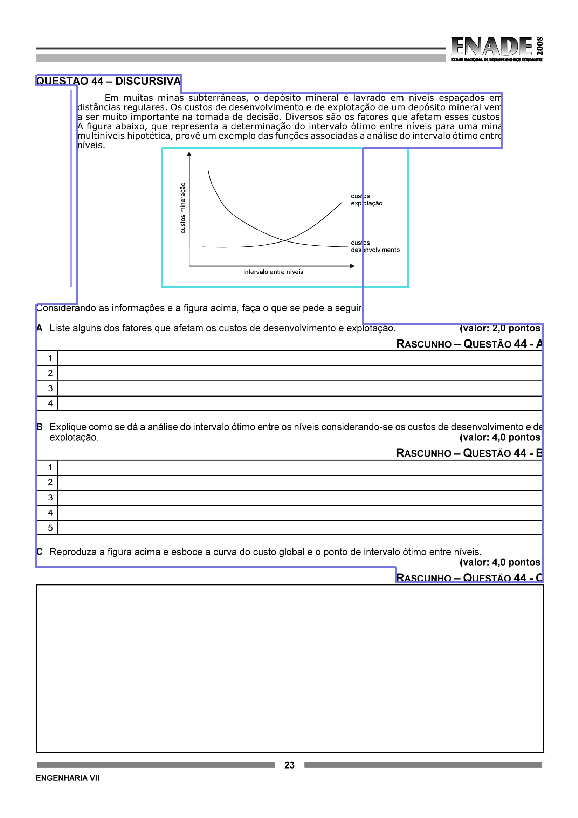 ENADE 2008
EXAME NACIONAL DE DESEMPENHO DOS ESTUDANTES
QUESTÃO 44 – DISCURSIVA
Em muitas minas subterrâneas, o depósito mineral é lavrado em níveis espaçados em
distâncias regulares. Os custos de desenvolvimento e de explotação de um depósito mineral vem
a ser muito importante na tomada de decisão. Diversos são os fatores que afetam esses custos.
A figura abaixo, que representa a determinação do intervalo ótimo entre níveis para uma mina
multiníveis hipotética, provê um exemplo das funções associadas a análise do intervalo ótimo entre
níveis.
custos mineração
custos
explotação
custos
desenvolvimento
intervalo entre níveis
Considerando as informações e a figura acima, faça o que se pede a seguir
A Liste alguns dos fatores que afetam os custos de desenvolvimento e explotação. (valor: 2,0 pontos
RASCUNHO – QUESTÃO 44 - A
1
2
3
4
B Explique como se dá a análise do intervalo ótimo entre os níveis considerando-se os custos de desenvolvimento e de
explotação. (valor: 4,0 pontos
RASCUNHO – QUESTÃO 44 - B
1
2
3
4
5
C Reproduza a figura acima e esboce a curva do custo global e o ponto de intervalo ótimo entre níveis.
(valor: 4,0 pontos
RASCUNHO – QUESTÃO 44 - C
23
ENGENHARIA VII